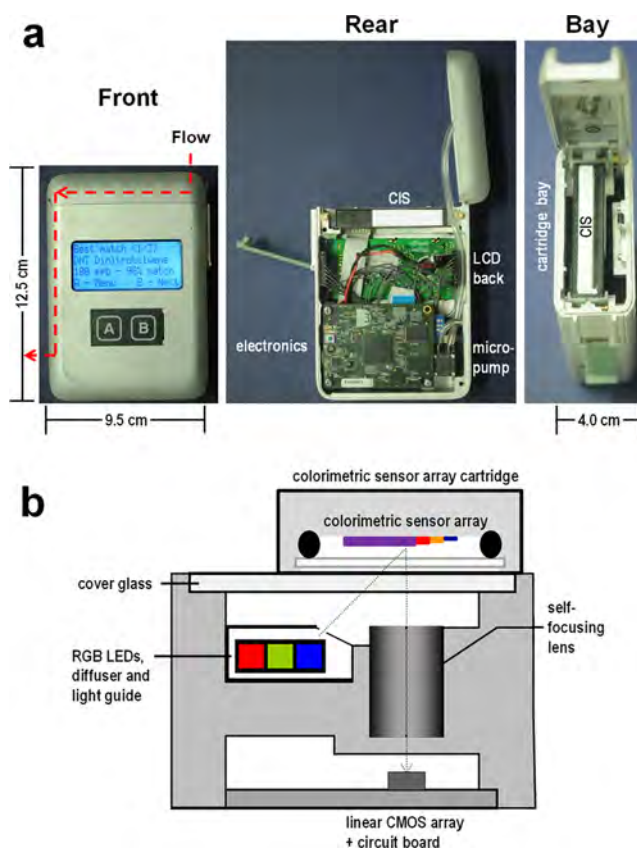 a
Front
Rear
Bay
Flow
12.5 cm
9.5 cm
A B
CIS
LCD
back
electronics
micro-
pump
cartridge bay
CIS
4.0 cm
b
colorimetric sensor array cartridge
colorimetric sensor array
cover glass
self-
focusing
lens
RGB LEDs,
diffuser and
light guide
linear CMOS array
+ circuit board